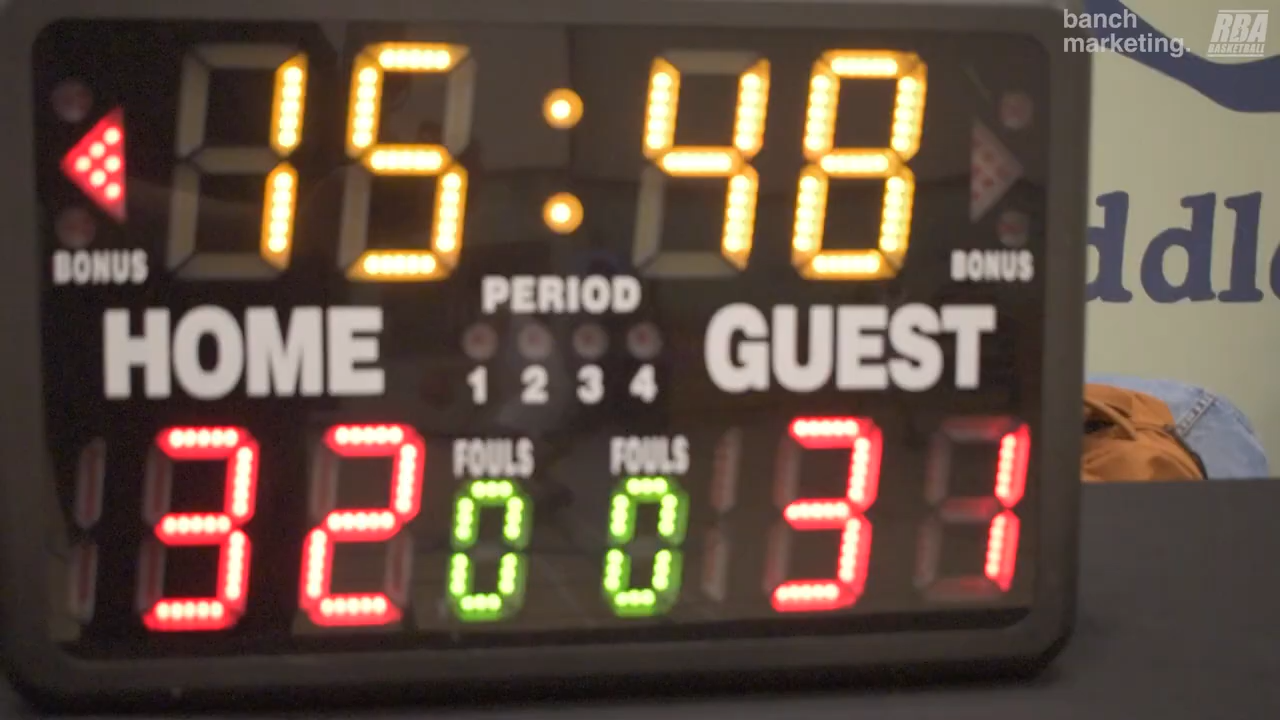 banch
marketing.
RBA
BASKETBALL
15:48
BONUS
BONUS
PERIOD
HOME
GUEST
1 2 3 4
FOULS
FOULS
32
0
0
31
ddl